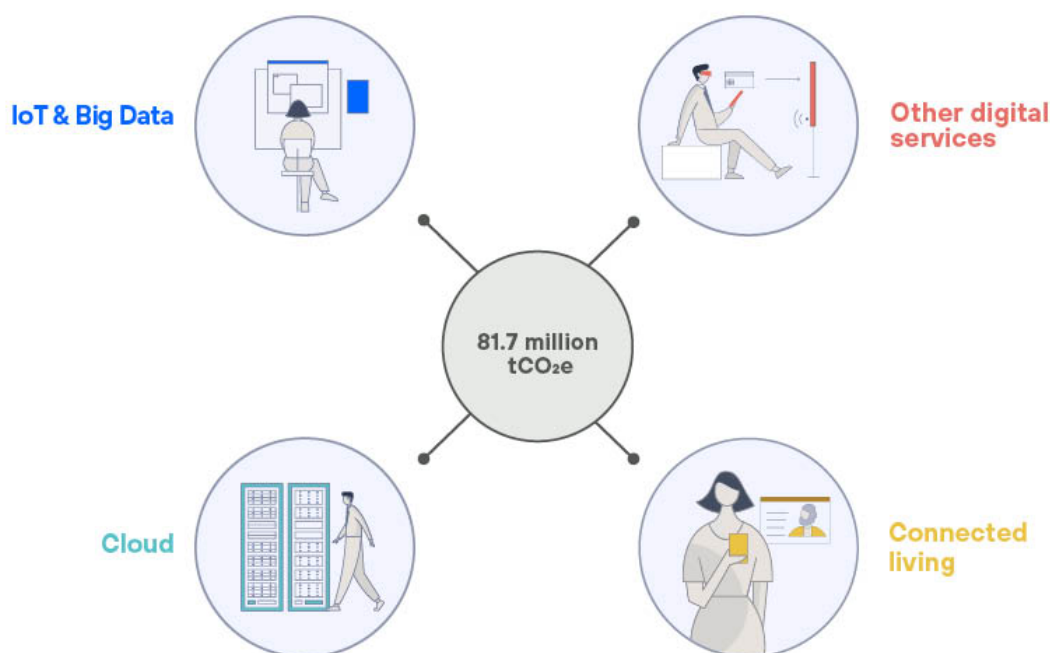 IoT & Big Data
Other digital
services
81.7 million
tCO₂e
Cloud
Connected
living